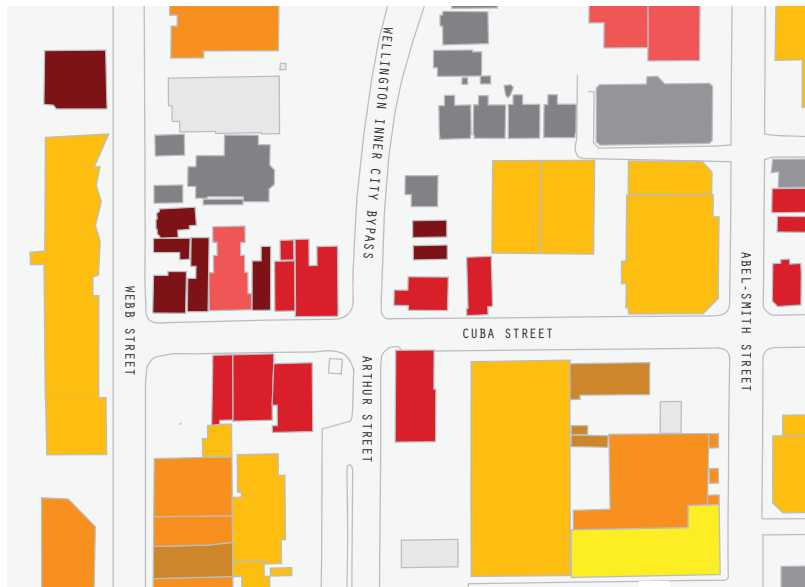 WELLINGTON INNER CITY BYPASS
WEBB STREET
CUBA STREET
ABEL-SMITH STREET
ARTHUR STREET